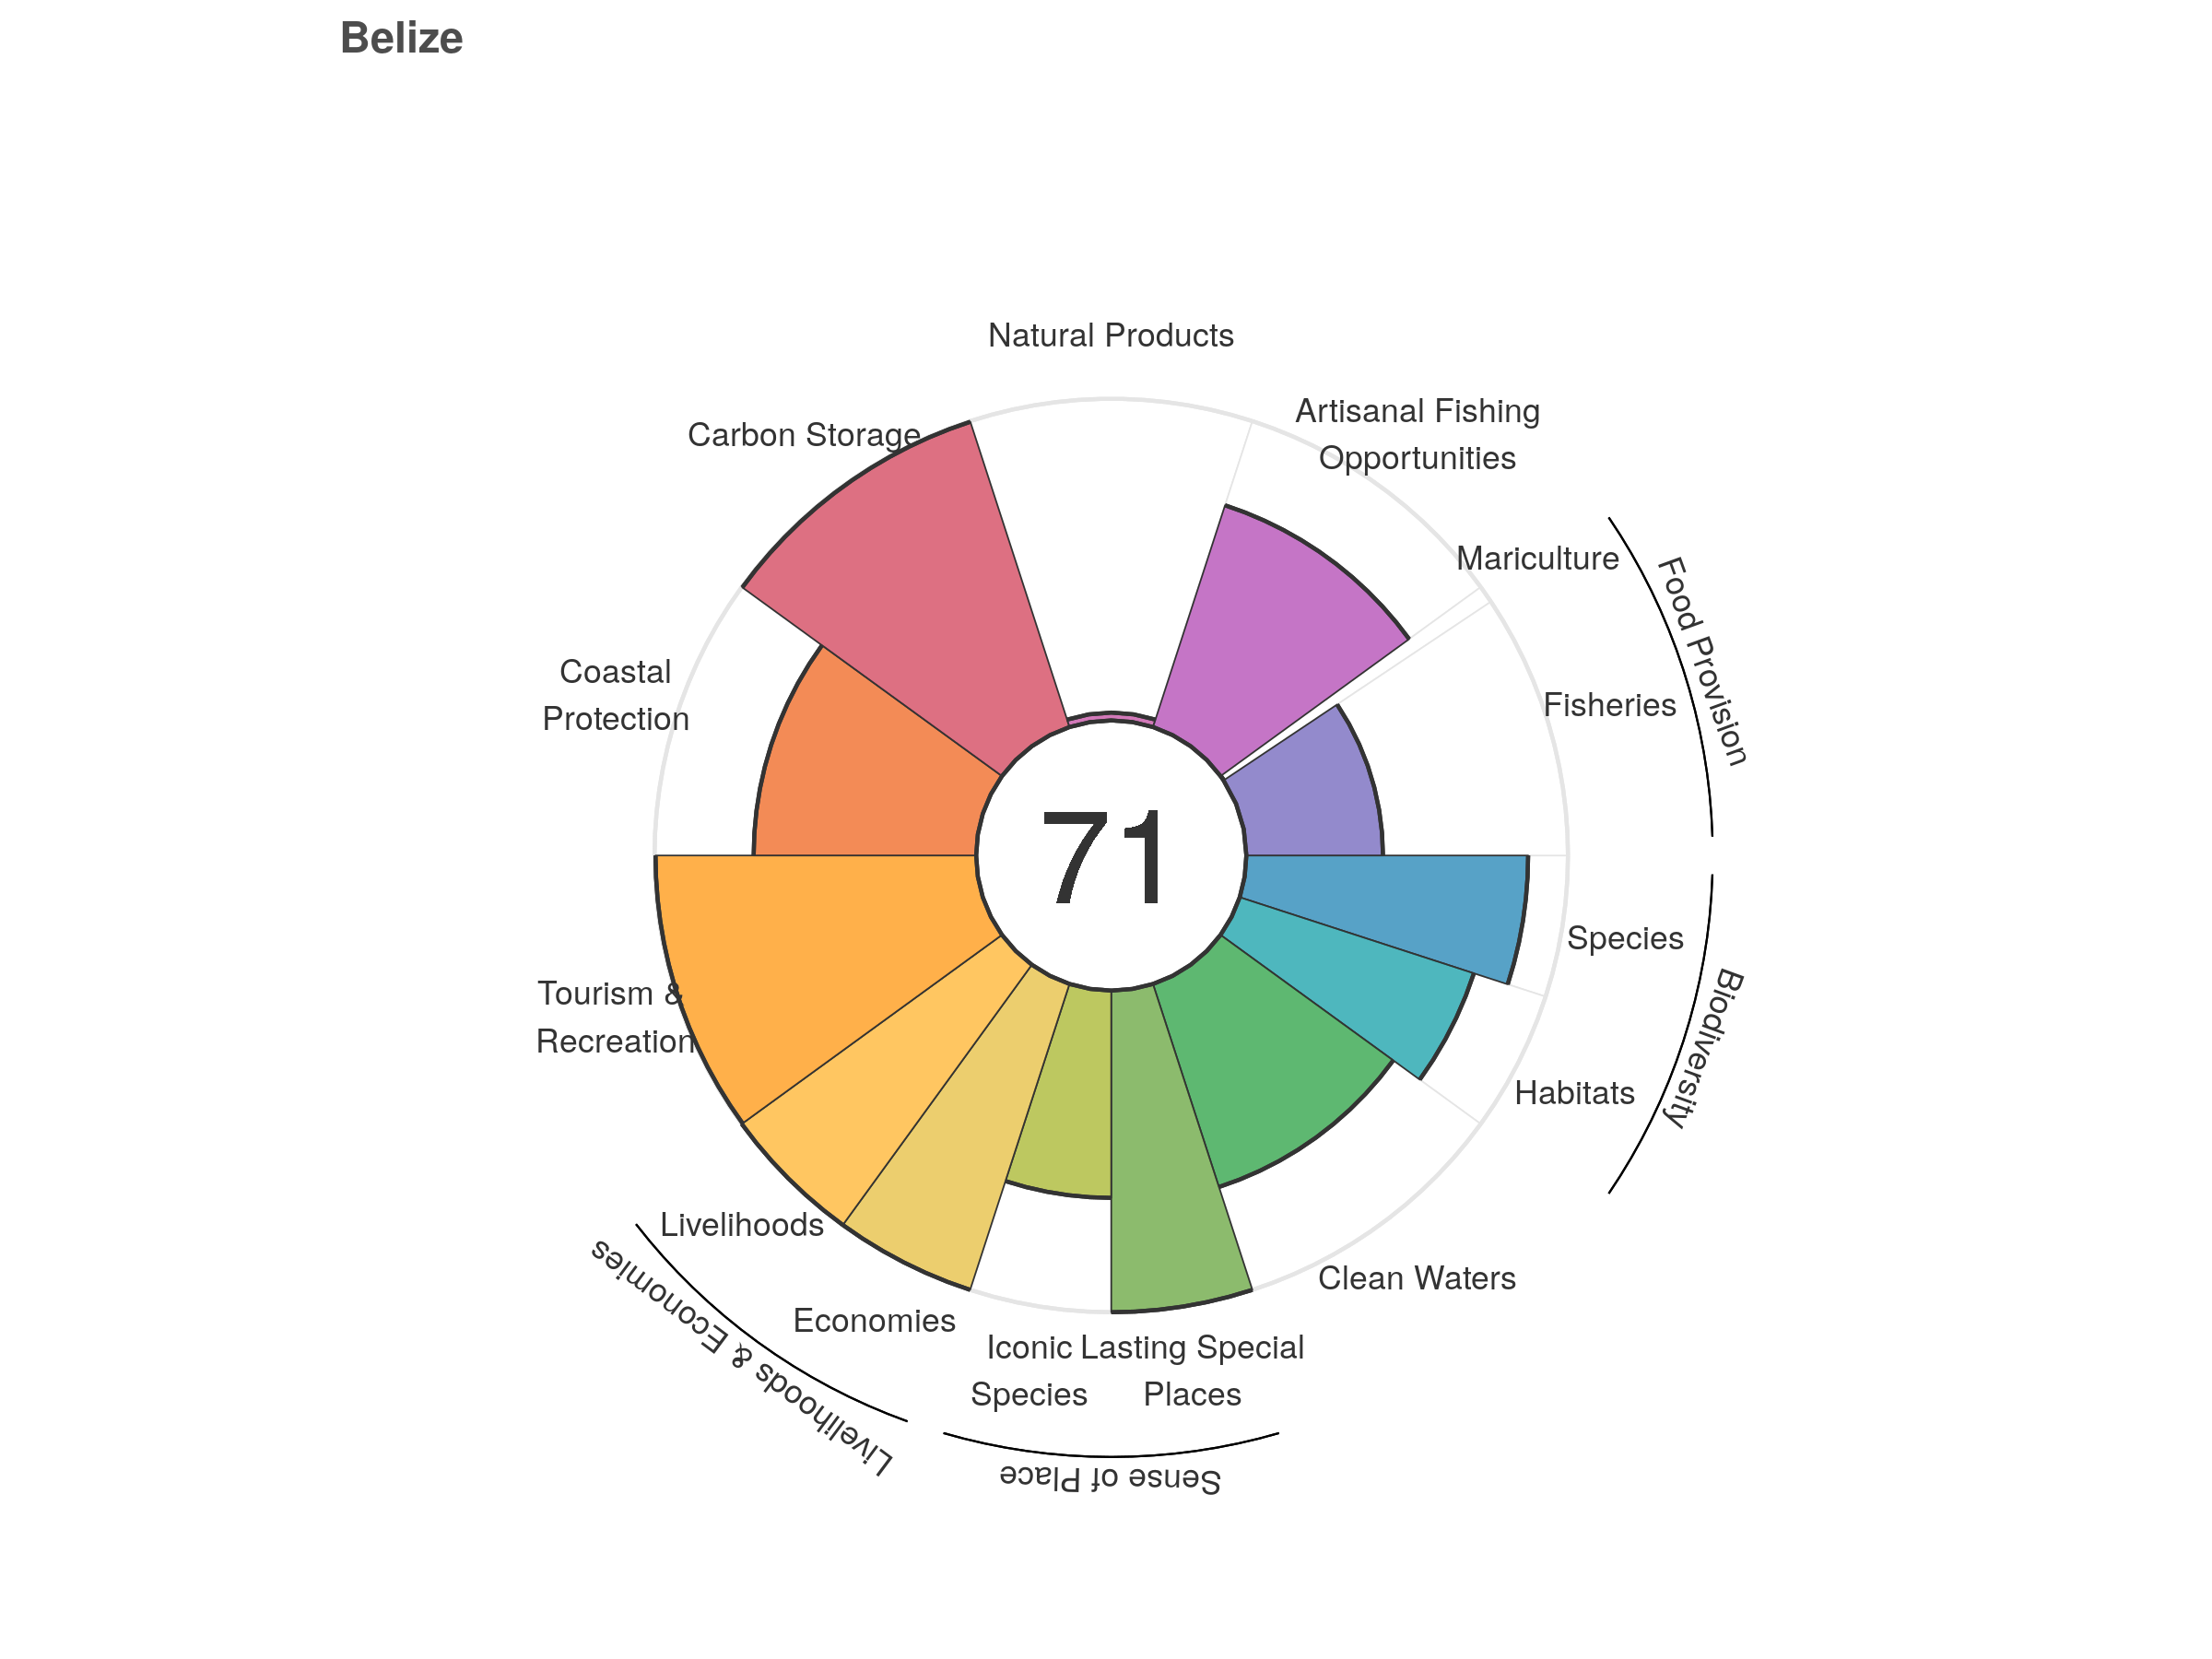 Belize
Natural Products
Artisanal Fishing
Opportunities
Carbon Storage
Mariculture
Food Provision
Coastal
Protection
Fisheries
71
Species
Biodiversity
Tourism &
Recreation
Habitats
Livelihoods
Clean Waters
Economies
Livelihoods & Economies
Iconic
Species
Lasting Special
Places
Sense of Place